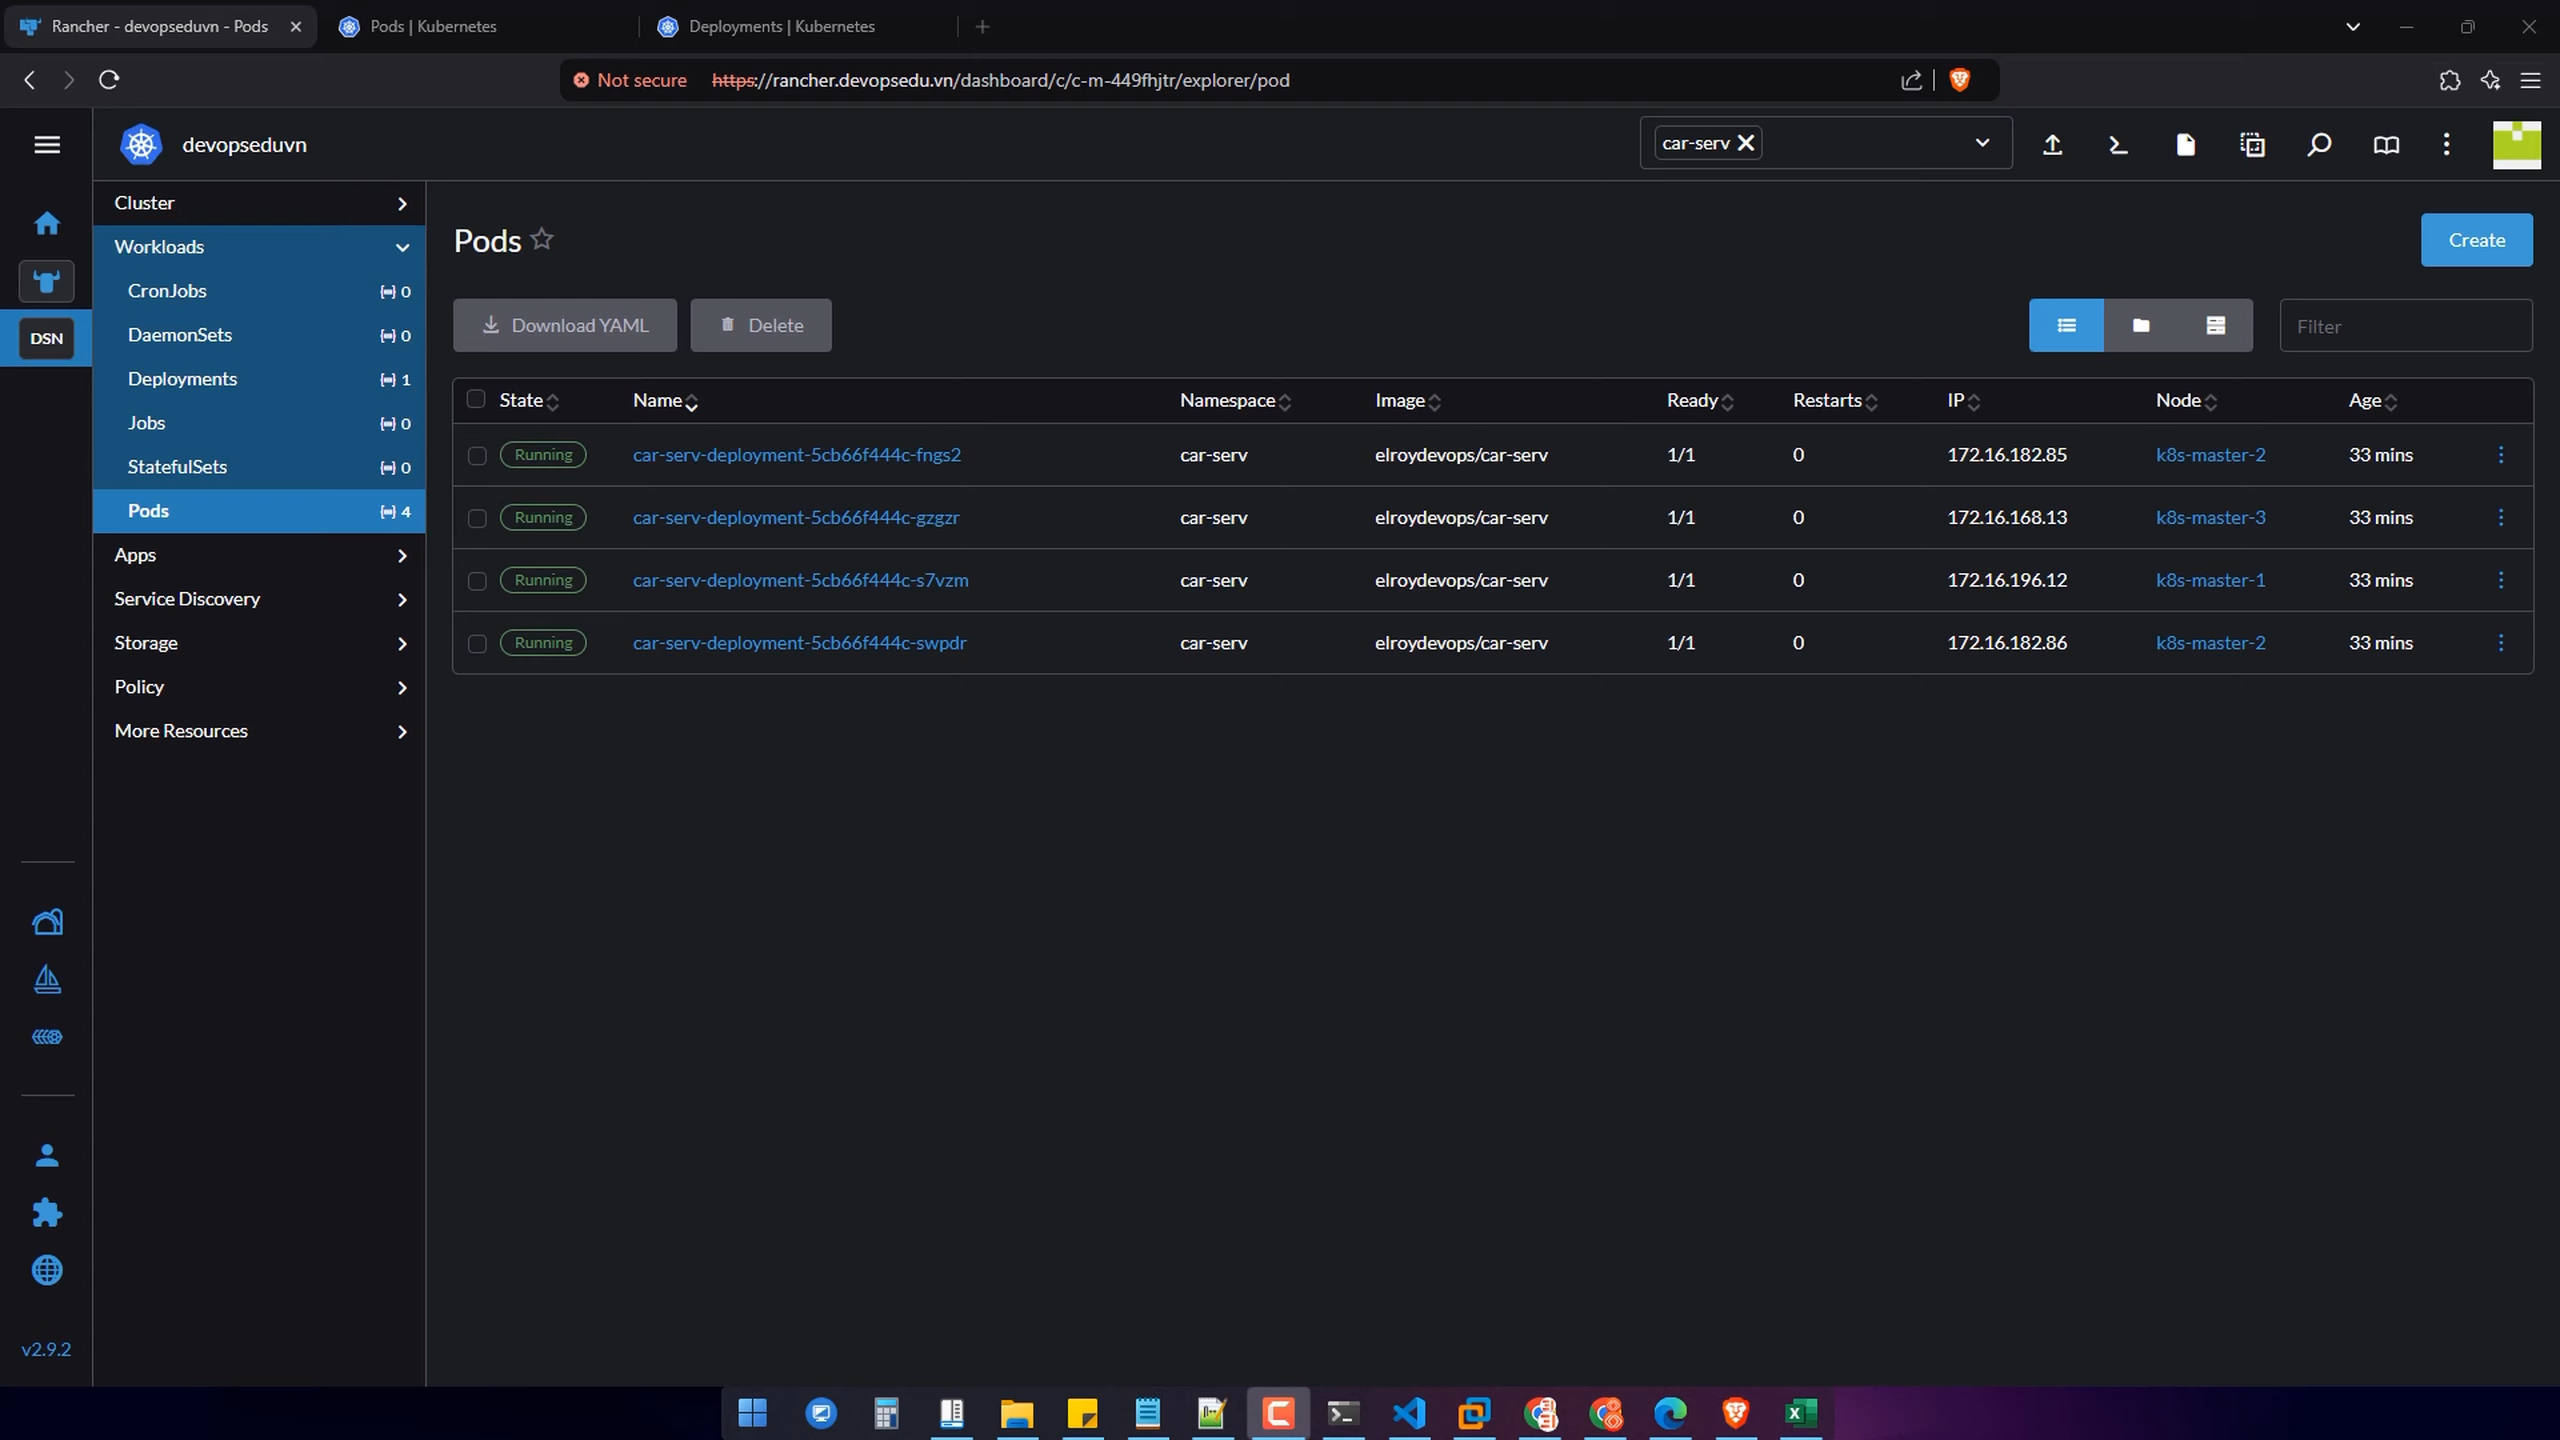 Rancher - devopseduvn - Pods
Pods | Kubernetes
Deployments | Kubernetes
Not secure https://rancher.devopsedu.vn/dashboard/c/c-m-449fhjtr/explorer/pod
devopseduvn
car-serv
Cluster
Workloads
CronJobs 0
DaemonSets 0
Deployments 1
Jobs 0
StatefulSets 0
Pods 4
Apps
Service Discovery
Storage
Policy
More Resources
DSN
v2.9.2
Pods
Create
Download YAML
Delete
Filter
State Name Namespace Image Ready Restarts IP Node Age
Running car-serv-deployment-5cb66f444c-fngs2 car-serv elroydevops/car-serv 1/1 0 172.16.182.85 k8s-master-2 33 mins
Running car-serv-deployment-5cb66f444c-gzgzr car-serv elroydevops/car-serv 1/1 0 172.16.168.13 k8s-master-3 33 mins
Running car-serv-deployment-5cb66f444c-s7vzm car-serv elroydevops/car-serv 1/1 0 172.16.196.12 k8s-master-1 33 mins
Running car-serv-deployment-5cb66f444c-swpdr car-serv elroydevops/car-serv 1/1 0 172.16.182.86 k8s-master-2 33 mins